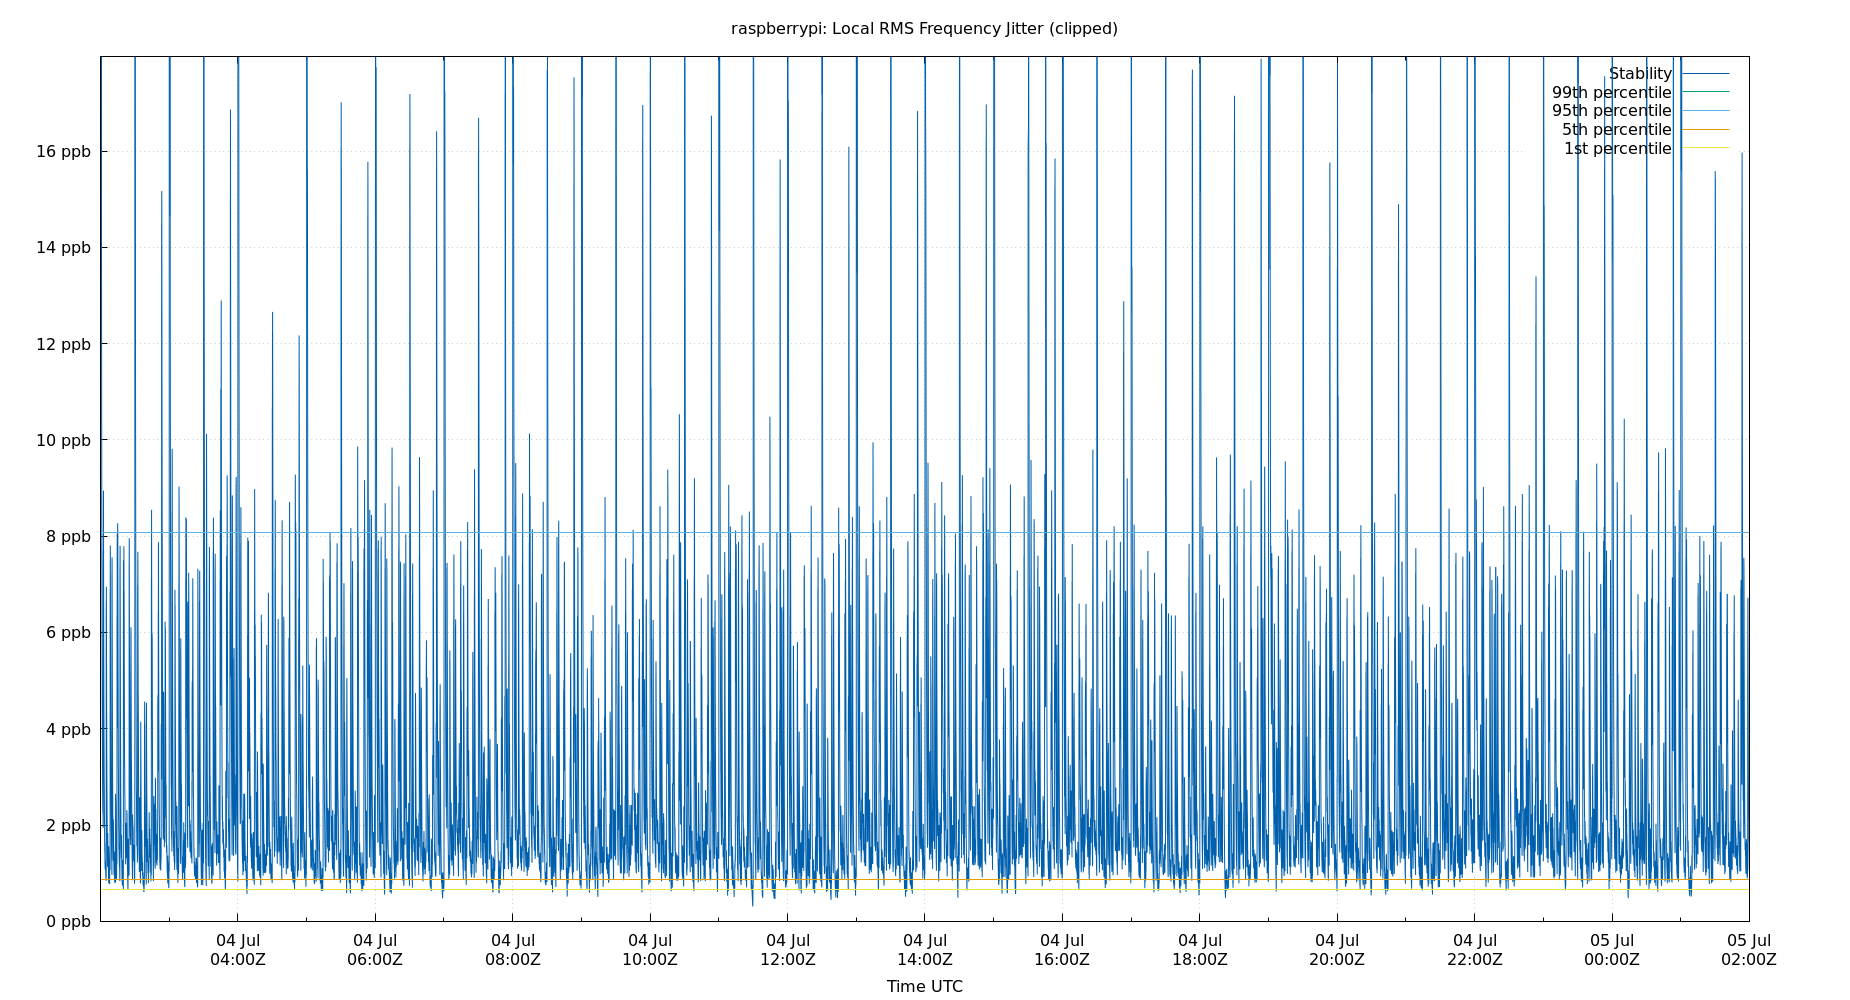 raspberrypi: Local RMS Frequency Jitter (clipped)
Stability
99th percentile
95th percentile
5th percentile
1st percentile
16 ppb
14 ppb
12 ppb
10 ppb
8 ppb
6 ppb
4 ppb
2 ppb
0 ppb
04 Jul 04 Jul 04 Jul 04 Jul 04 Jul 04 Jul 04 Jul 04 Jul 04 Jul 04 Jul 05 Jul 05 Jul
04:00Z 06:00Z 08:00Z 10:00Z 12:00Z 14:00Z 16:00Z 18:00Z 20:00Z 22:00Z 00:00Z 02:00Z
Time UTC